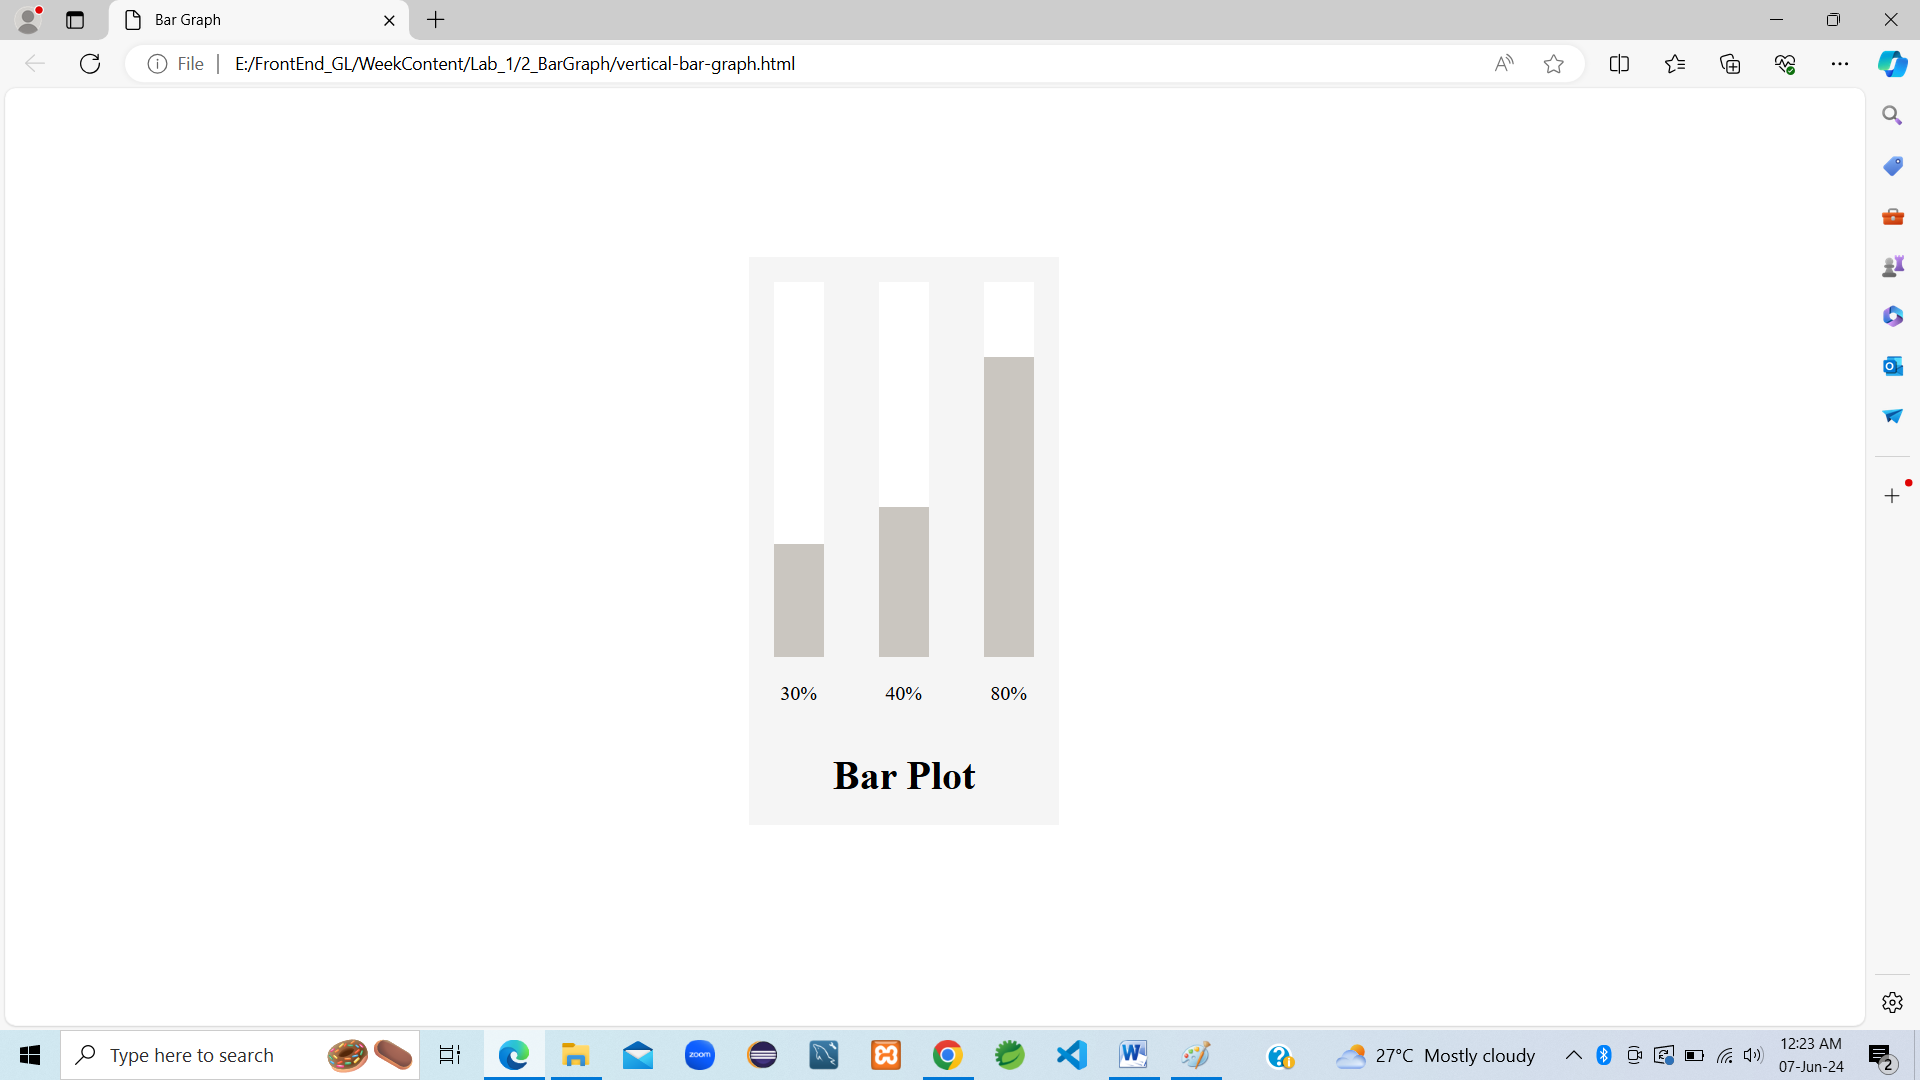 Bar Graph
File
E:/FrontEnd_GL/WeekContent/Lab_1/2_BarGraph/vertical-bar-graph.html
30% 40% 80%
Bar Plot
Type here to search
zoom
27°C Mostly cloudy
12:23 AM
07-Jun-24
2